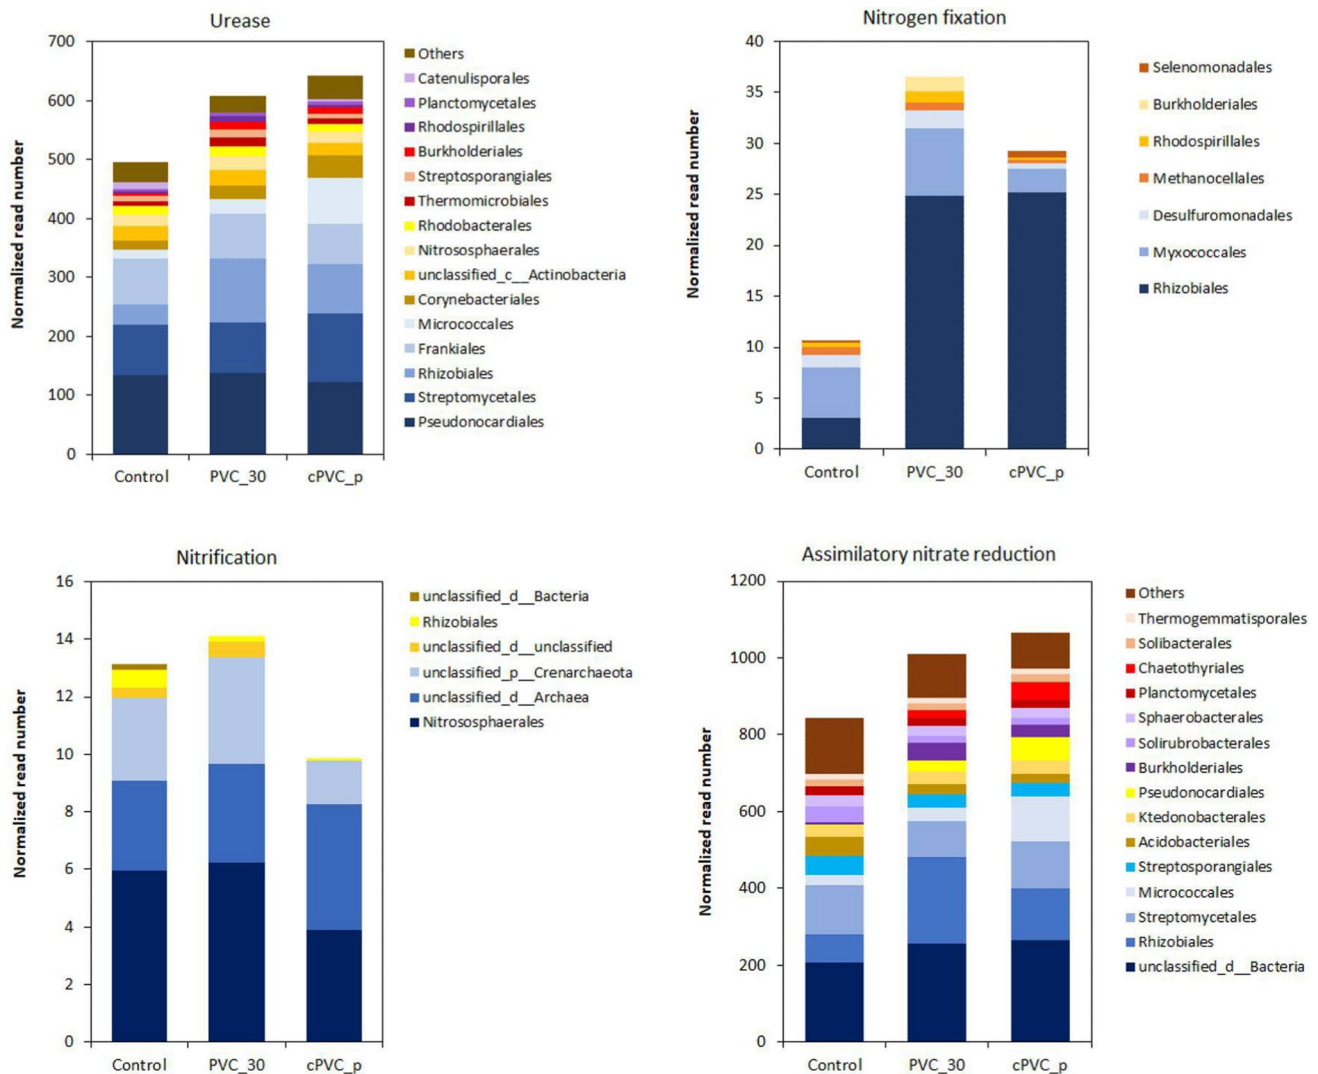 Urease
Normalized read number
700
600
500
400
300
200
100
0
Control
PVC_30
cPVC_p
Others
Catenulisporales
Planctomycetales
Rhodospirillales
Burkholderiales
Streptosporangiales
Thermomicrobiales
Rhodobacterales
Nitrososphaerales
unclassified_c__Actinobacteria
Corynebacteriales
Micrococcales
Frankiales
Rhizobiales
Streptomycetales
Pseudonocardiales
Nitrogen fixation
Normalized read number
40
35
30
25
20
15
10
5
0
Control
PVC_30
cPVC_p
Selenomonadales
Burkholderiales
Rhodospirillales
Methanocellales
Desulfuromonadales
Myxococcales
Rhizobiales
Nitrification
Normalized read number
16
14
12
10
8
6
4
2
0
Control
PVC_30
cPVC_p
unclassified_d__Bacteria
Rhizobiales
unclassified_d__unclassified
unclassified_p__Crenarchaeota
unclassified_d__Archaea
Nitrososphaerales
Assimilatory nitrate reduction
Normalized read number
1200
1000
800
600
400
200
0
Control
PVC_30
cPVC_p
Others
Thermogemmatisporales
Solibacterales
Chaetothyriales
Planctomycetales
Sphaerobacterales
Solirubrobacterales
Burkholderiales
Pseudonocardiales
Ktedonobacterales
Acidobacteriales
Streptosporangiales
Micrococcales
Streptomycetales
Rhizobiales
unclassified_d__Bacteria